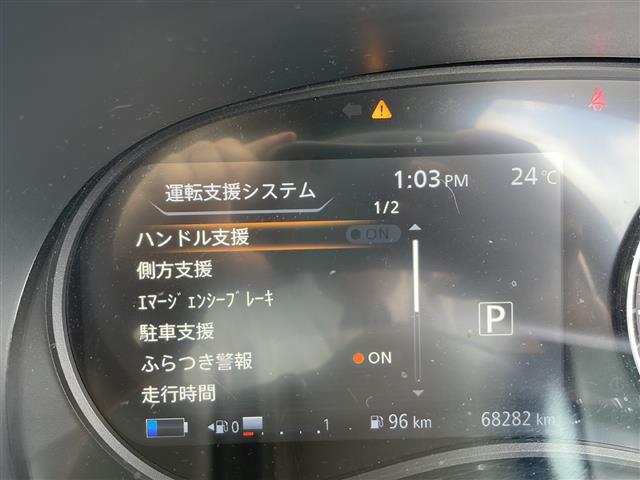 運転支援システム
1:03 PM
24℃
1/2
ハンドル支援
ON
側方支援
ｴﾏｰｼﾞｪﾝｼｰﾌﾞﾚｰｷ
駐車支援
P
ふらつき警報
ON
走行時間
0
1
96 km
68282 km